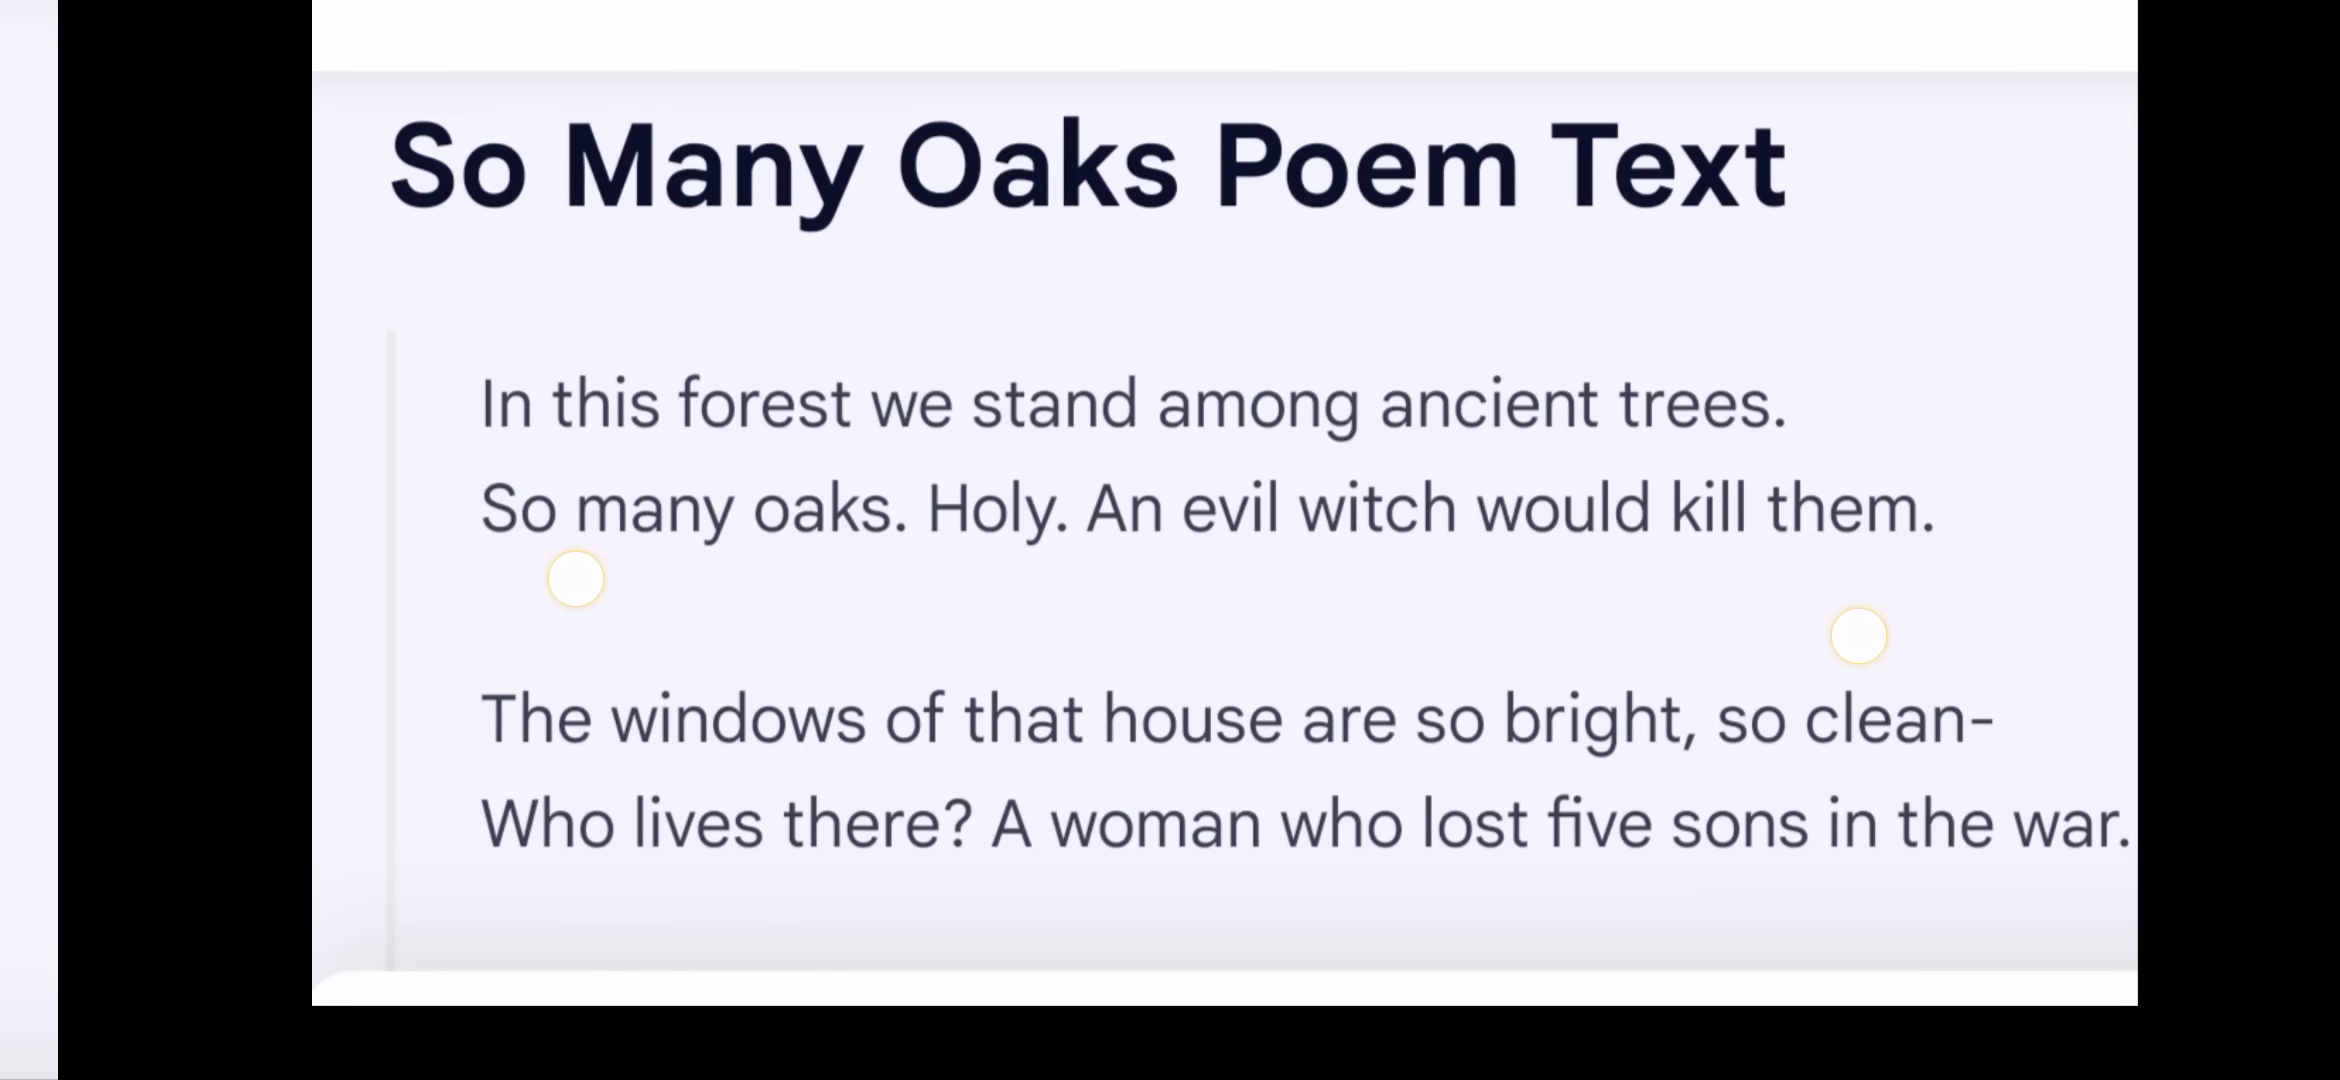 So Many Oaks Poem Text
In this forest we stand among ancient trees.
So many oaks. Holy. An evil witch would kill them.
The windows of that house are so bright, so clean-
Who lives there? A woman who lost five sons in the war.